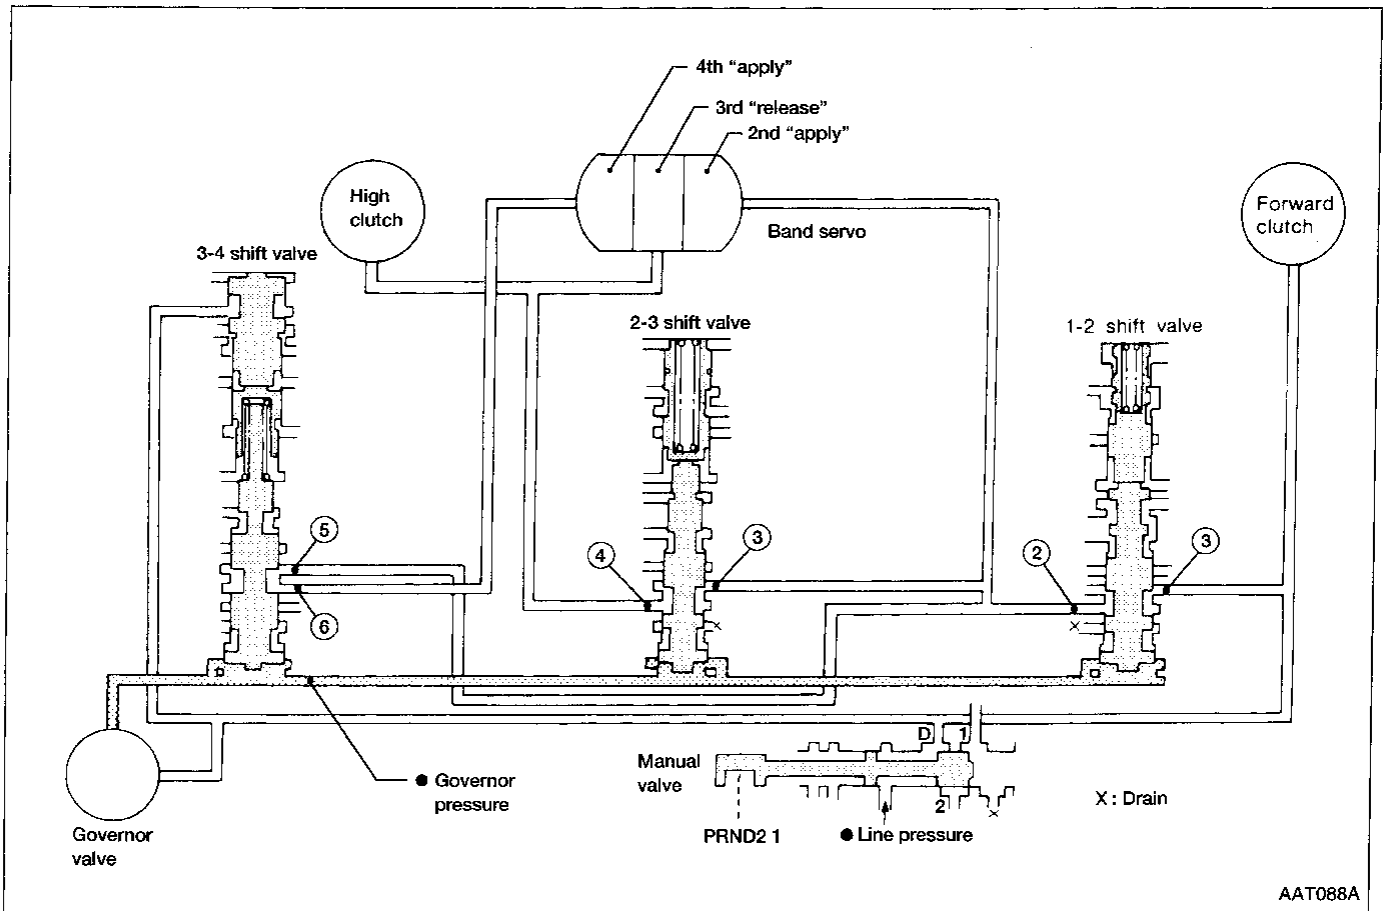 4th “apply”
3rd “release”
2nd “apply”
High
clutch
Forward
clutch
Band servo
3-4 shift valve
2-3 shift valve
1-2 shift valve
5
4
3
2
3
6
D
1
Manual
valve
2
PRND2 1
● Line pressure
● Governor
pressure
X : Drain
Governor
valve
AAT088A